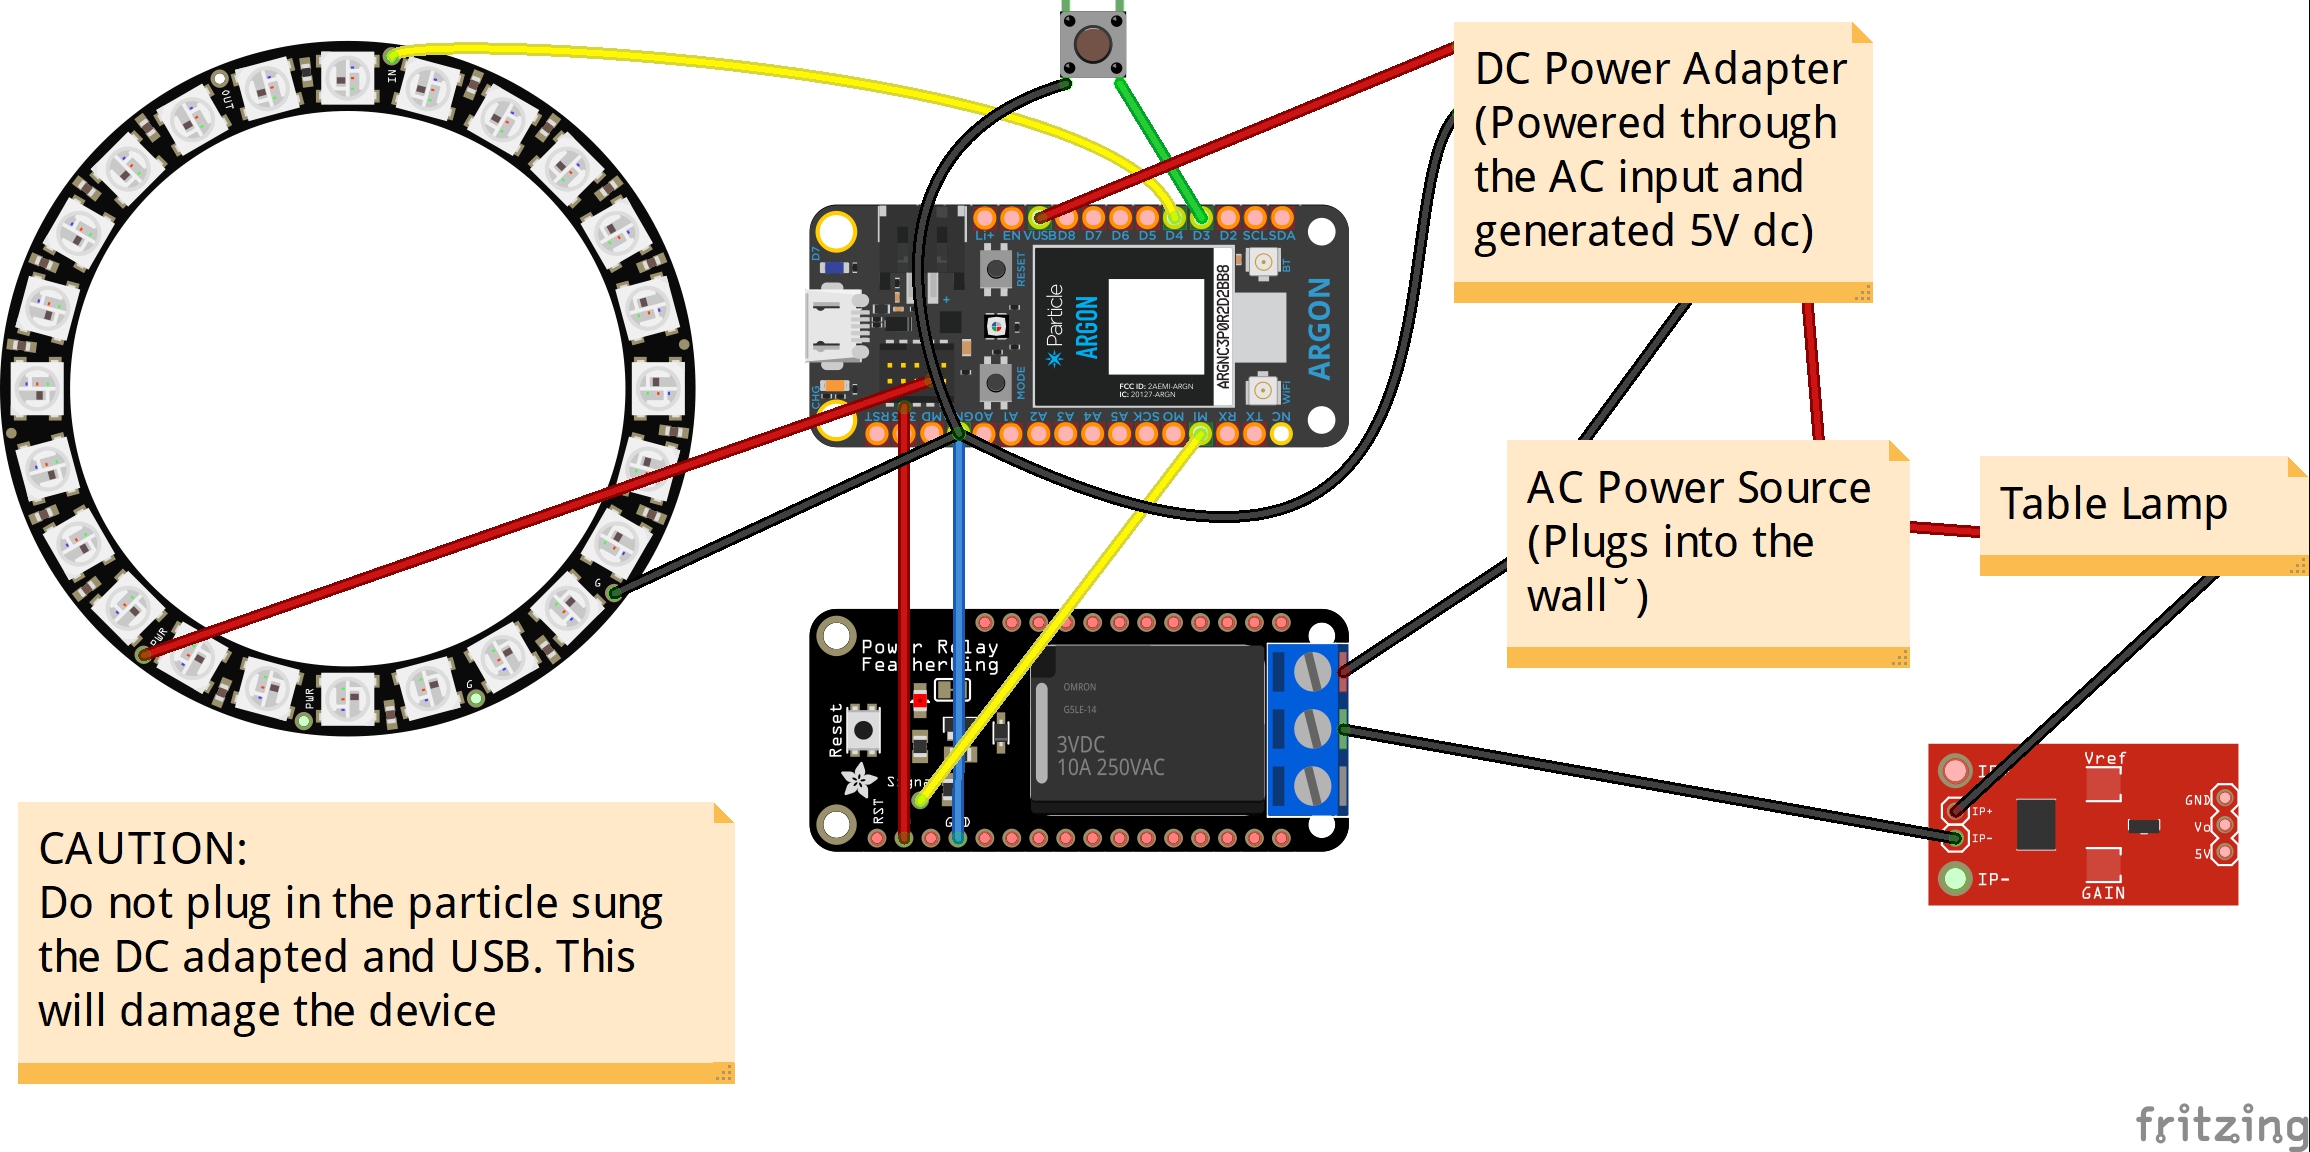 DC Power Adapter
(Powered through
the AC input and
generated 5V dc)
IN
OUT
PWR
PWR
G
G
Li+ EN VUSB D8 D7 D6 D5 D4 D3 D2 SCL SDA
D7
CHG
RESET
MODE
+
Particle
ARGON
ARGNC3P0R2D2BB8
FCC ID: 2AEMI-ARGN
IC: 20127-ARGN
BT
WiFi
ARGON
RST 3 3 MD GN A0 A1 A2 A3 A4 A5 SCK MO MI RX TX NC
AC Power Source
(Plugs into the
wall˘)
Table Lamp
Power Relay
FeatherWing
Reset
RST
Signal
GND
OMRON
G5LE-14
3VDC
10A 250VAC
Vref
IP+
IP-
IP-
GAIN
GND
Vo
5V
CAUTION:
Do not plug in the particle sung
the DC adapted and USB. This
will damage the device
fritzing